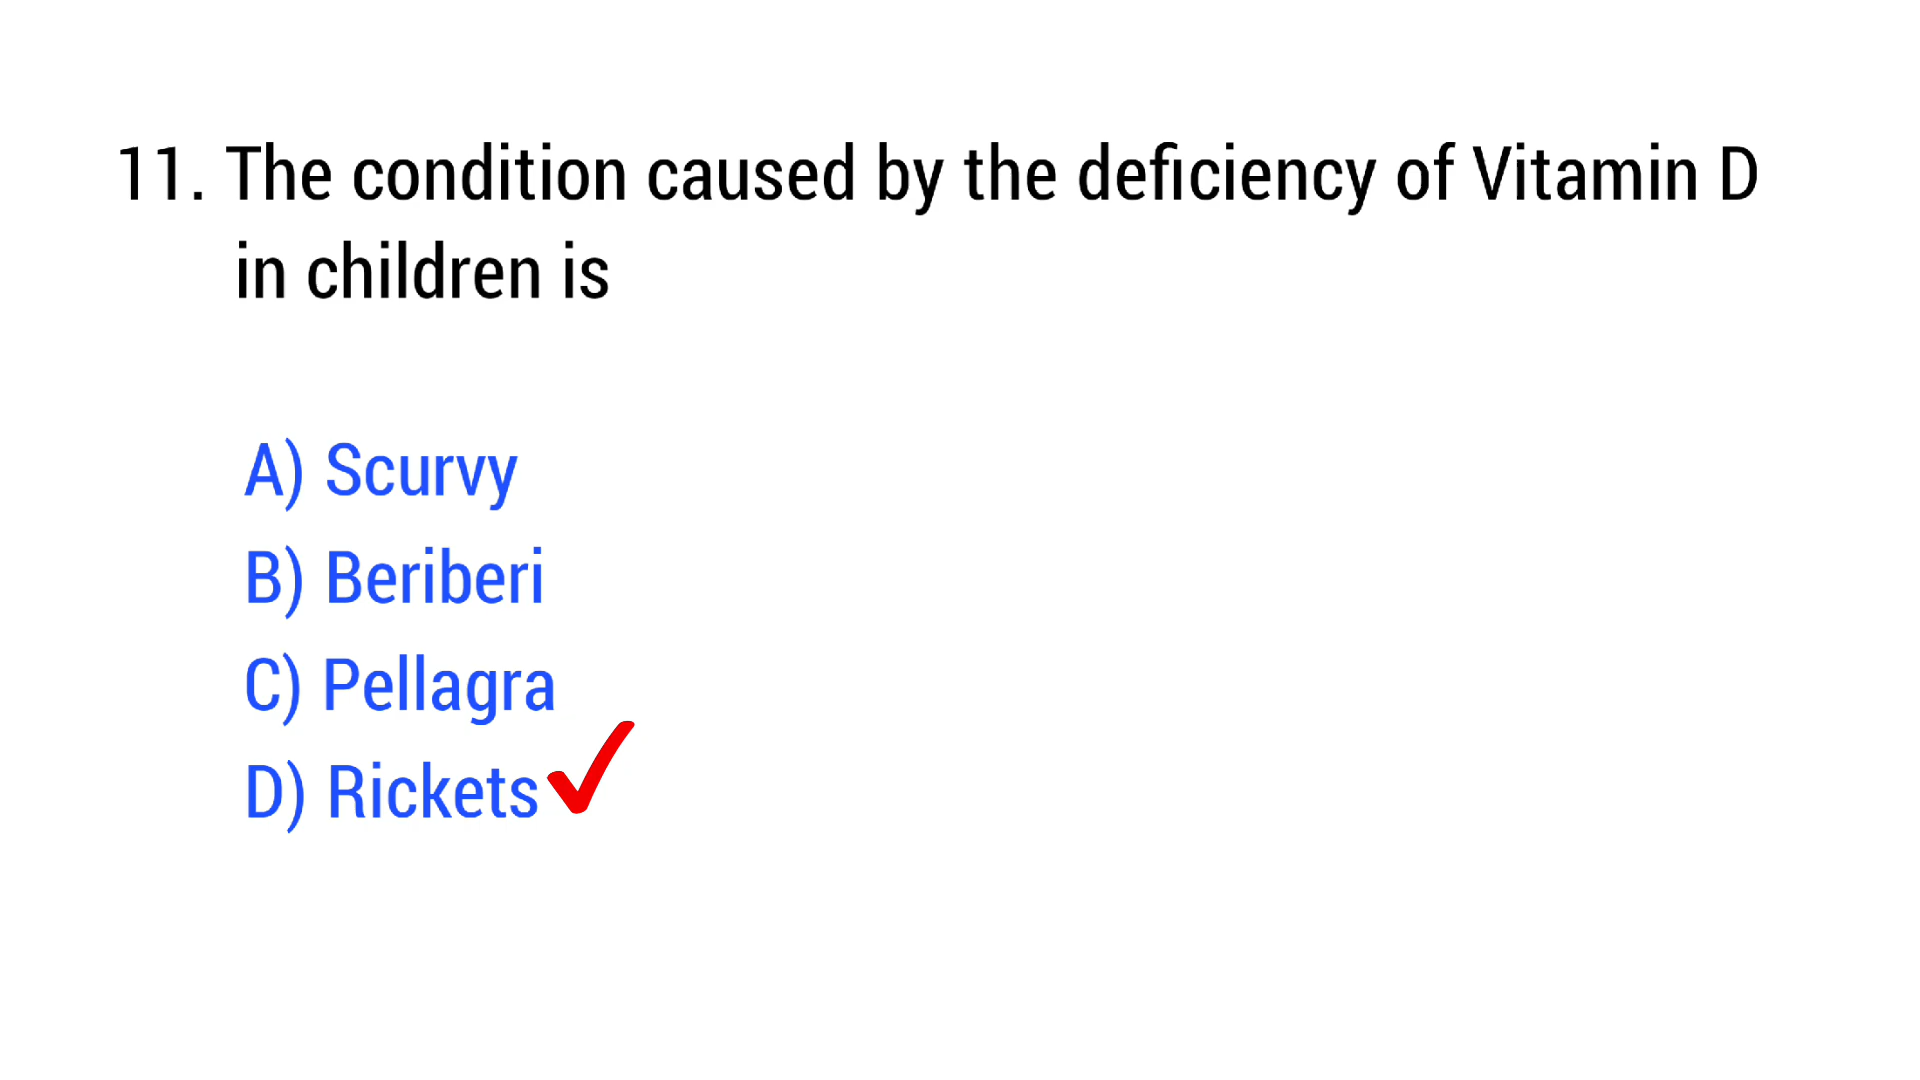 11. The condition caused by the deficiency of Vitamin D
in children is
A) Scurvy
B) Beriberi
C) Pellagra
D) Rickets